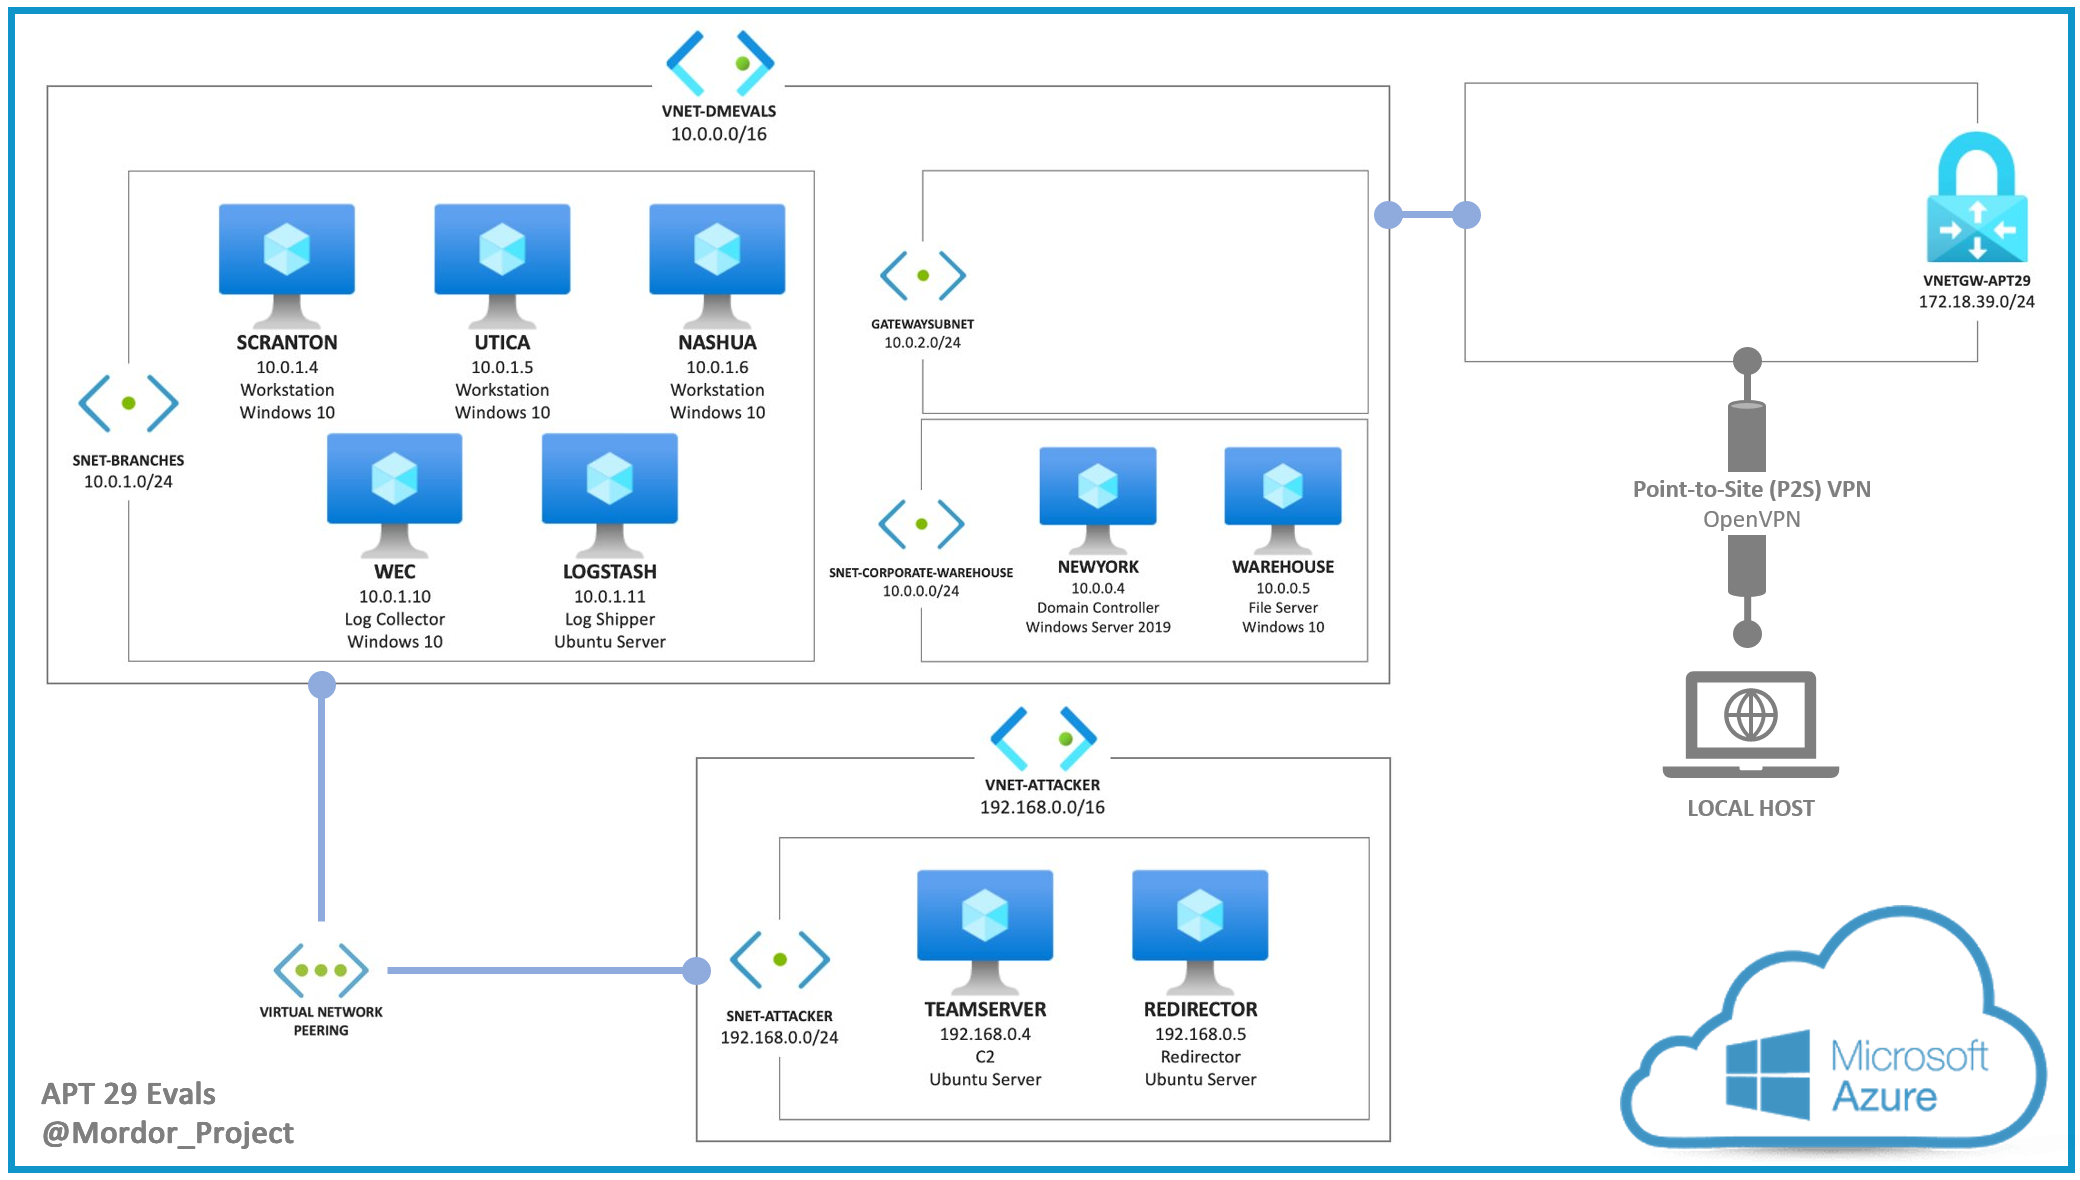 VNET-DMEVALS
10.0.0.0/16
SCRANTON
10.0.1.4
Workstation
Windows 10
UTICA
10.0.1.5
Workstation
Windows 10
NASHUA
10.0.1.6
Workstation
Windows 10
SNET-BRANCHES
10.0.1.0/24
WEC
10.0.1.10
Log Collector
Windows 10
LOGSTASH
10.0.1.11
Log Shipper
Ubuntu Server
GATEWAYSUBNET
10.0.2.0/24
SNET-CORPORATE-WAREHOUSE
10.0.0.0/24
NEWYORK
10.0.0.4
Domain Controller
Windows Server 2019
WAREHOUSE
10.0.0.5
File Server
Windows 10
VNETGW-APT29
172.18.39.0/24
Point-to-Site (P2S) VPN
OpenVPN
LOCAL HOST
VNET-ATTACKER
192.168.0.0/16
SNET-ATTACKER
192.168.0.0/24
TEAMSERVER
192.168.0.4
C2
Ubuntu Server
REDIRECTOR
192.168.0.5
Redirector
Ubuntu Server
VIRTUAL NETWORK
PEERING
APT 29 Evals
@Mordor_Project
Microsoft
Azure